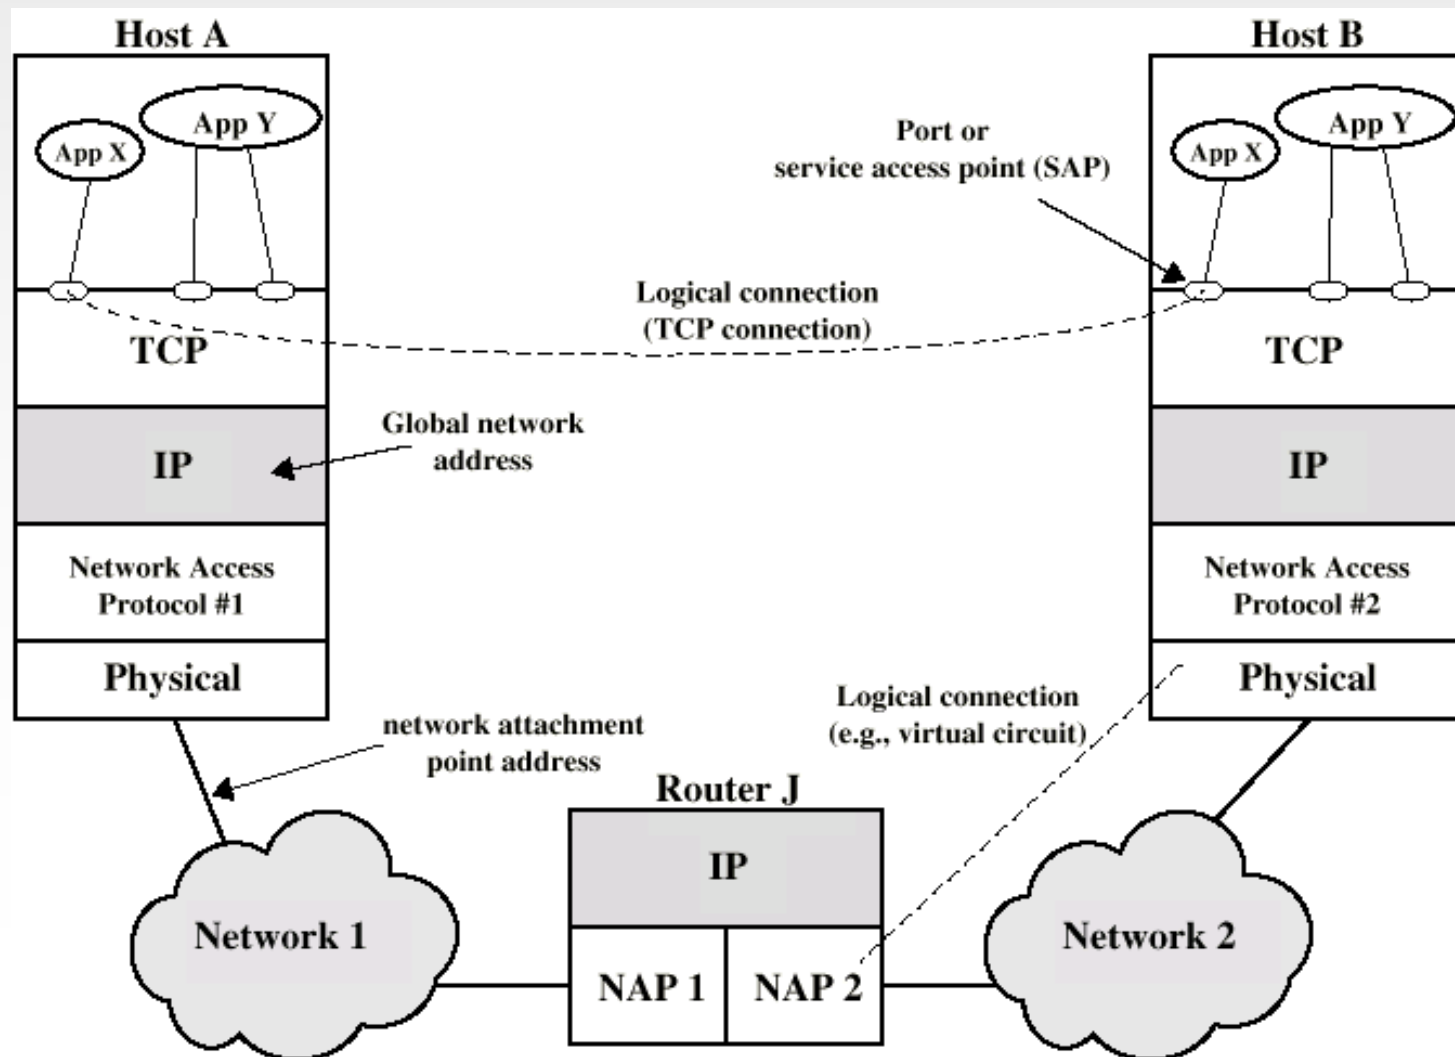 Host A
App X
App Y
TCP
IP
Network Access
Protocol #1
Physical
Host B
App X
App Y
TCP
IP
Network Access
Protocol #2
Physical
Port or
service access point (SAP)
Logical connection
(TCP connection)
Global network
address
Logical connection
(e.g., virtual circuit)
network attachment
point address
Router J
IP
NAP 1
NAP 2
Network 1
Network 2